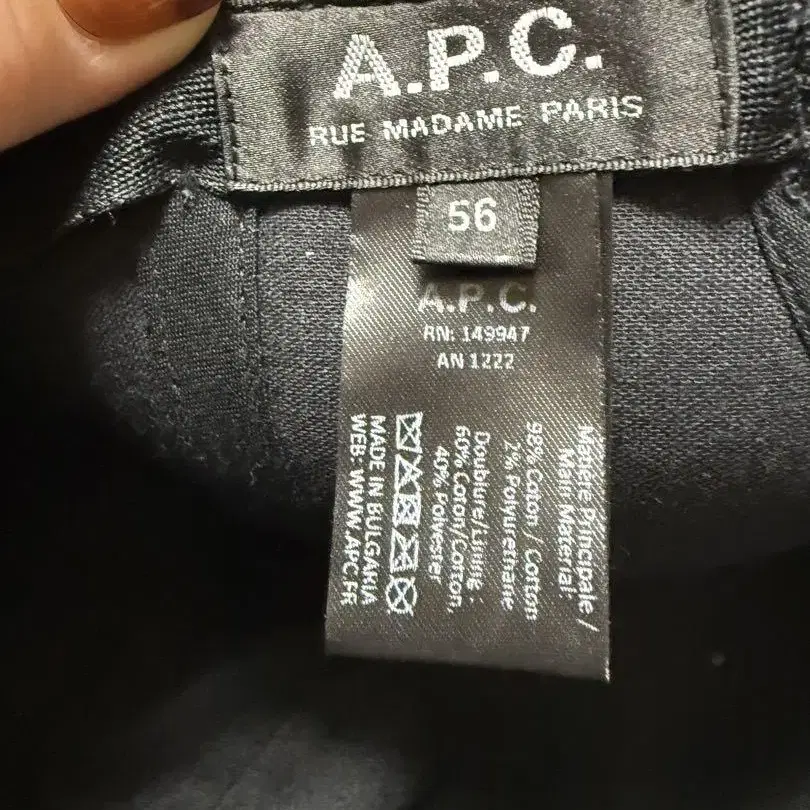 A.P.C.
RUE MADAME PARIS
56
A.P.C.
RN: 149947
AN 1222
Matière Principale /
Main Material:
98% Coton / Cotton
2% Polyurethane
Doublure/Lining :
60% Coton/Cotton,
40% Polyester
MADE IN BULGARIA
WEB: WWW.APC.FR